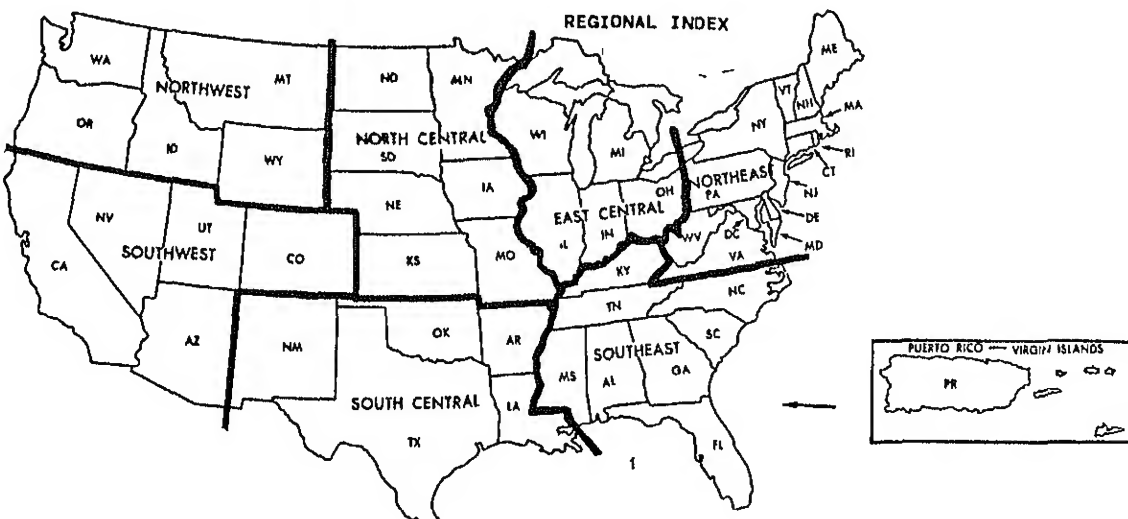 REGIONAL INDEX
WA
MT
ND
MN
ME
NORTHWEST
VT
NH
MA
OR
ID
WY
NORTH CENTRAL
SD
WI
MI
NY
RI
CT
IA
NE
NORTHEAS
PA
NJ
OH
EAST CENTRAL
IN
DE
NV
UT
SOUTHWEST
CO
KS
MO
WV
DC
MD
VA
CA
KY
NC
TN
AZ
NM
OK
AR
SC
SOUTHEAST
MS
AL
GA
PUERTO RICO — VIRGIN ISLANDS
PR
SOUTH CENTRAL
LA
TX
FL